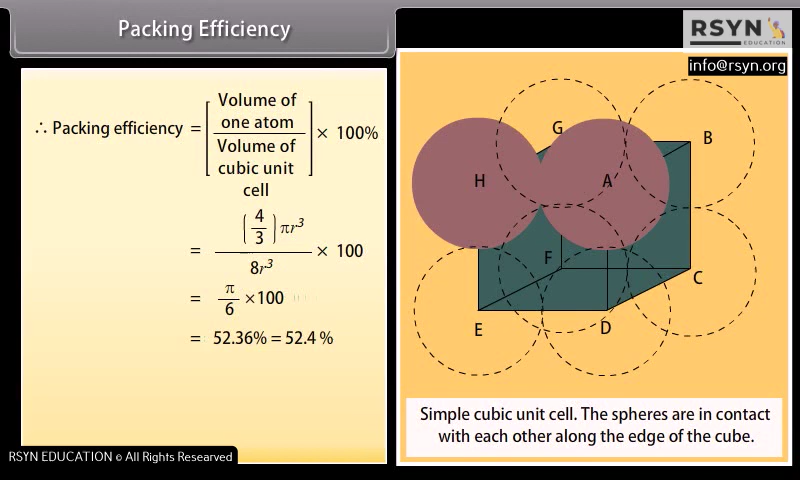 Packing Efficiency
RSYN
EDUCATION
info@rsyn.org
∴ Packing efficiency = [Volume of one atom / Volume of cubic unit cell] × 100%
= (4/3) πr³ / 8r³ × 100
= π/6 ×100
= 52.36% = 52.4 %
G
B
H
A
F
C
E
D
Simple cubic unit cell. The spheres are in contact
with each other along the edge of the cube.
RSYN EDUCATION © All Rights Researved